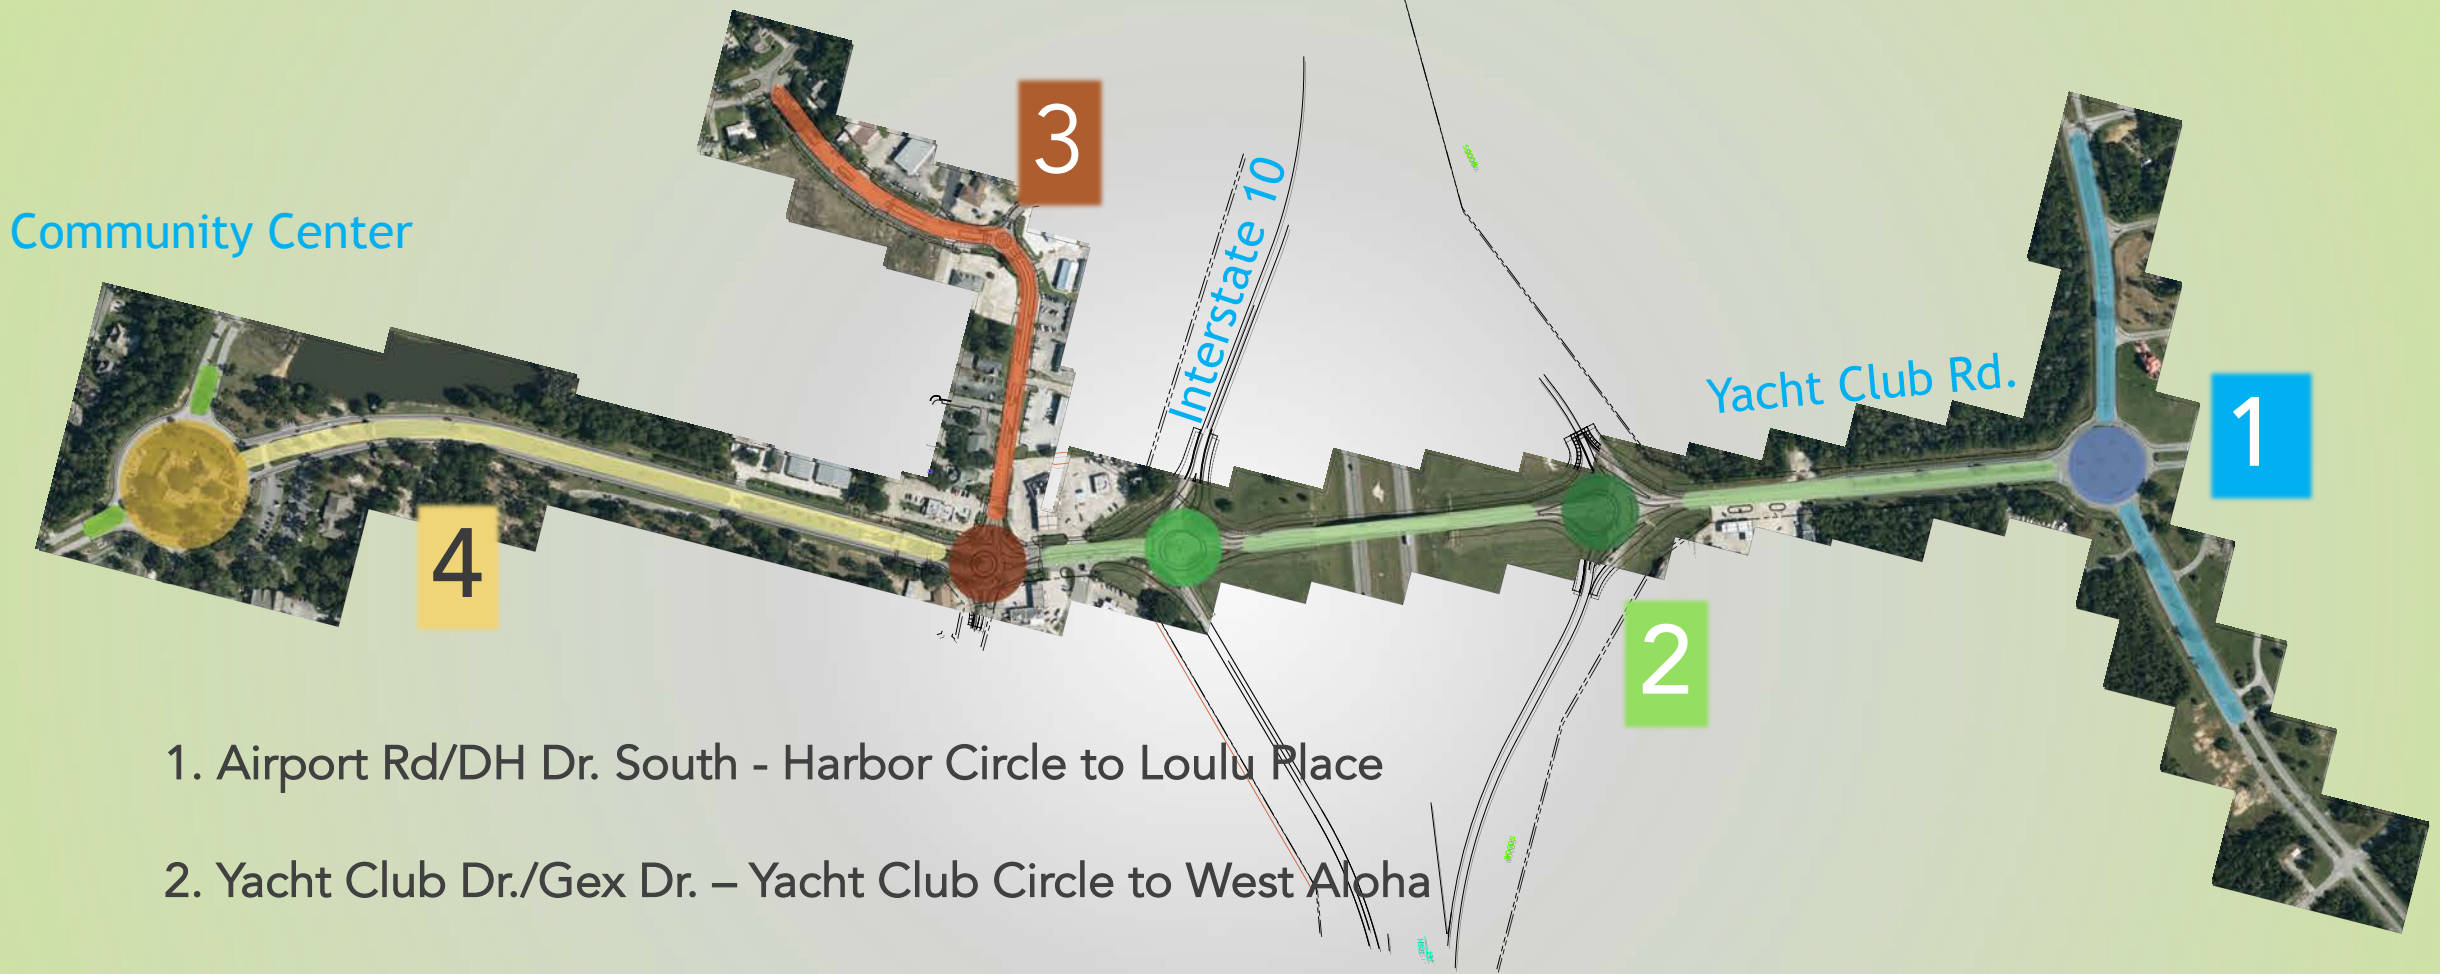 3
Interstate 10
Community Center
Yacht Club Rd.
1
4
2
1. Airport Rd/DH Dr. South - Harbor Circle to Loulu Place
2. Yacht Club Dr./Gex Dr. – Yacht Club Circle to West Aloha